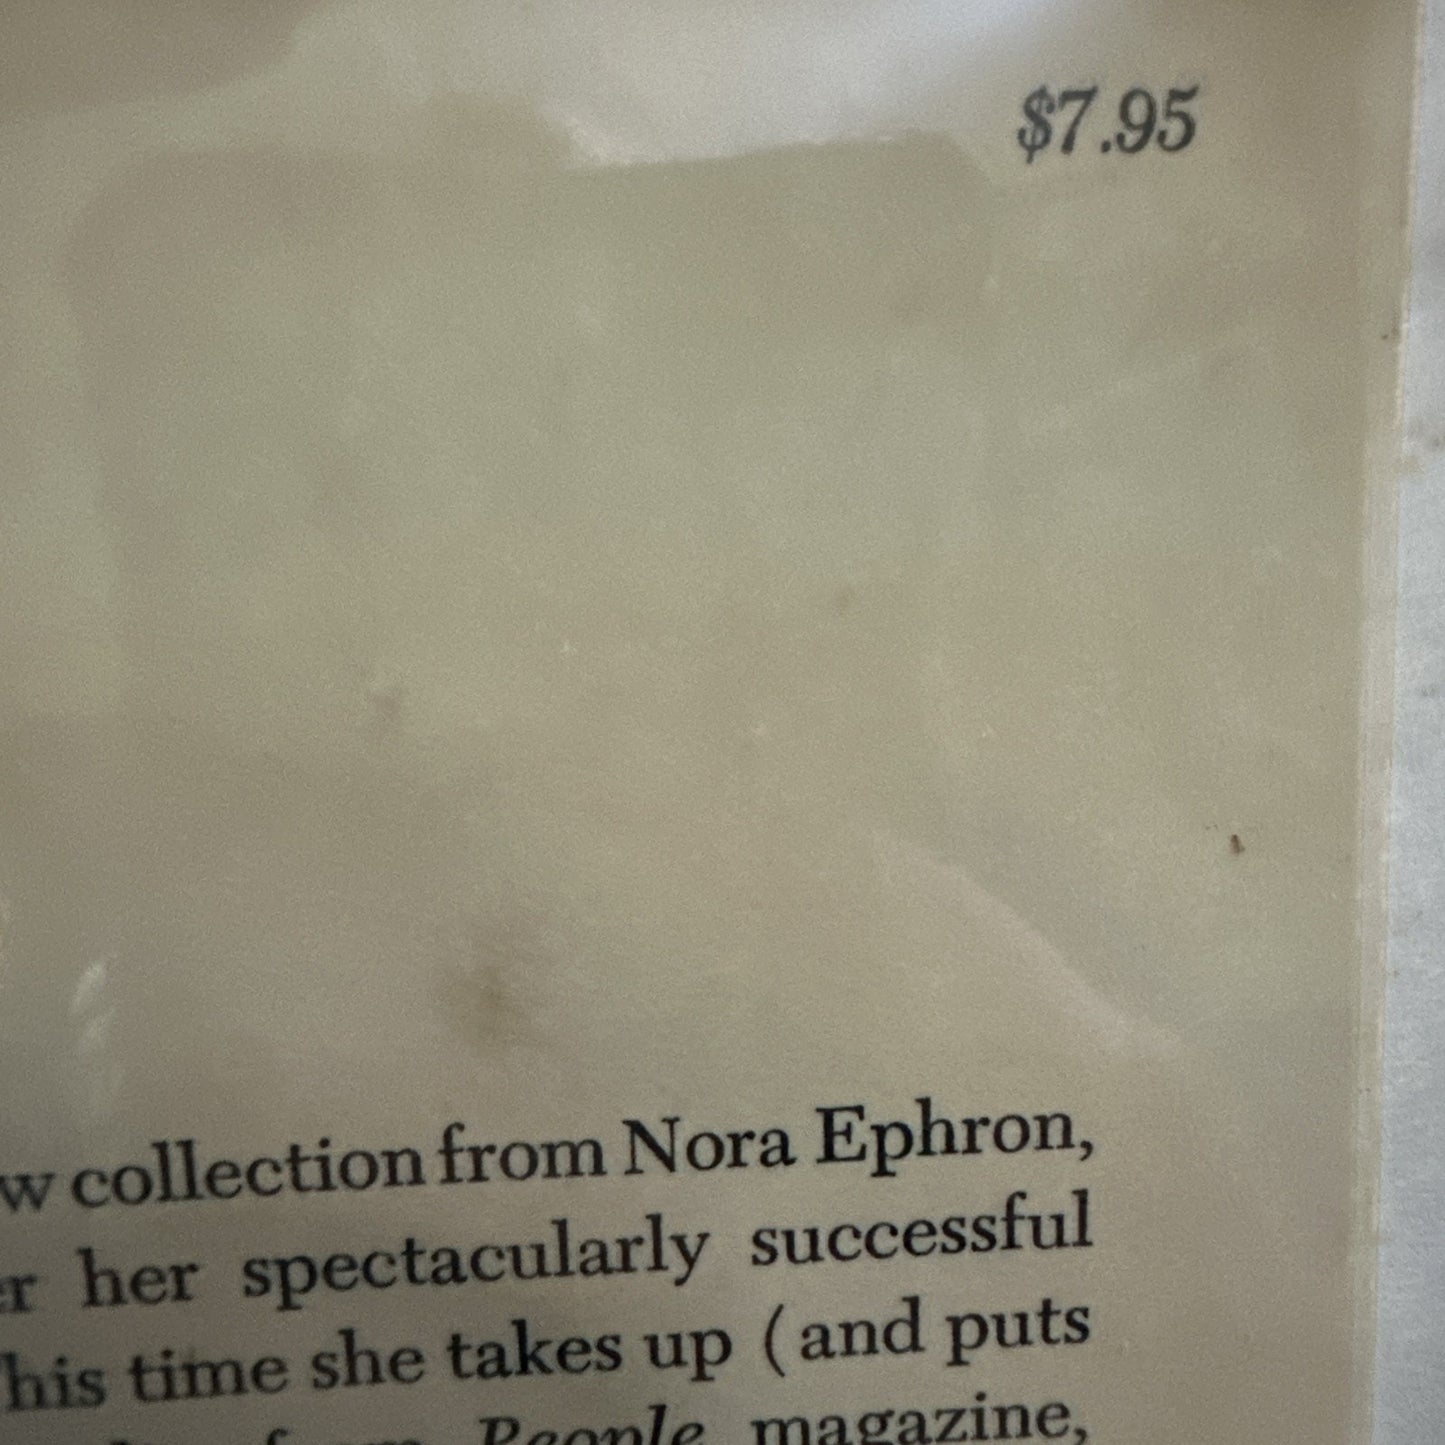 $7.95
w collection from Nora Ephron,
r her spectacularly successful
his time she takes up (and puts
People magazine,